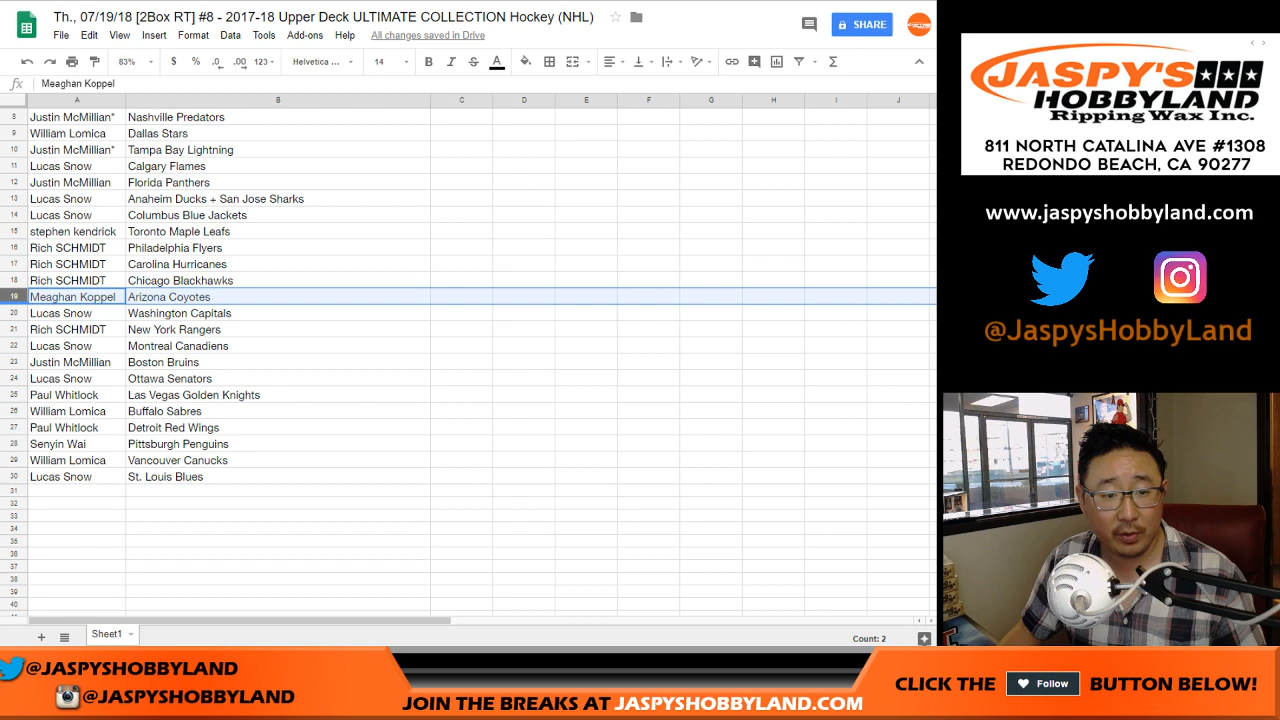 Th., 07/19/18 [2Box RT] #8 - 2017-18 Upper Deck ULTIMATE COLLECTION Hockey (NHL)
SHARE
File Edit View Insert Format Data Tools Add-ons Help All changes saved in Drive
83% $ % .0 .00 123 Helvetica ... 14 B I S A
fx Meaghan Koppel
A B C D E F G H I J
8 Justin McMillian* Nashville Predators
9 William Lomica Dallas Stars
10 Justin McMillian* Tampa Bay Lightning
11 Lucas Snow Calgary Flames
12 Justin McMillian Florida Panthers
13 Lucas Snow Anaheim Ducks + San Jose Sharks
14 Lucas Snow Columbus Blue Jackets
15 stephen kendrick Toronto Maple Leafs
16 Rich SCHMIDT Philadelphia Flyers
17 Rich SCHMIDT Carolina Hurricanes
18 Rich SCHMIDT Chicago Blackhawks
19 Meaghan Koppel Arizona Coyotes
20 Lucas Snow Washington Capitals
21 Rich SCHMIDT New York Rangers
22 Lucas Snow Montreal Canadiens
23 Justin McMillian Boston Bruins
24 Lucas Snow Ottawa Senators
25 Paul Whitlock Las Vegas Golden Knights
26 William Lomica Buffalo Sabres
27 Paul Whitlock Detroit Red Wings
28 Senyin Wai Pittsburgh Penguins
29 William Lomica Vancouver Canucks
30 Lucas Snow St. Louis Blues
31
32
33
34
35
36
37
38
39
40
Sheet1
Count: 2
JASPY'S
HOBBYLAND
Ripping Wax Inc.
811 NORTH CATALINA AVE #1308
REDONDO BEACH, CA 90277
www.jaspyshobbyland.com
@JaspysHobbyLand
@JASPYSHOBBYLAND
@JASPYSHOBBYLAND
JOIN THE BREAKS AT JASPYSHOBBYLAND.COM
CLICK THE Follow BUTTON BELOW!